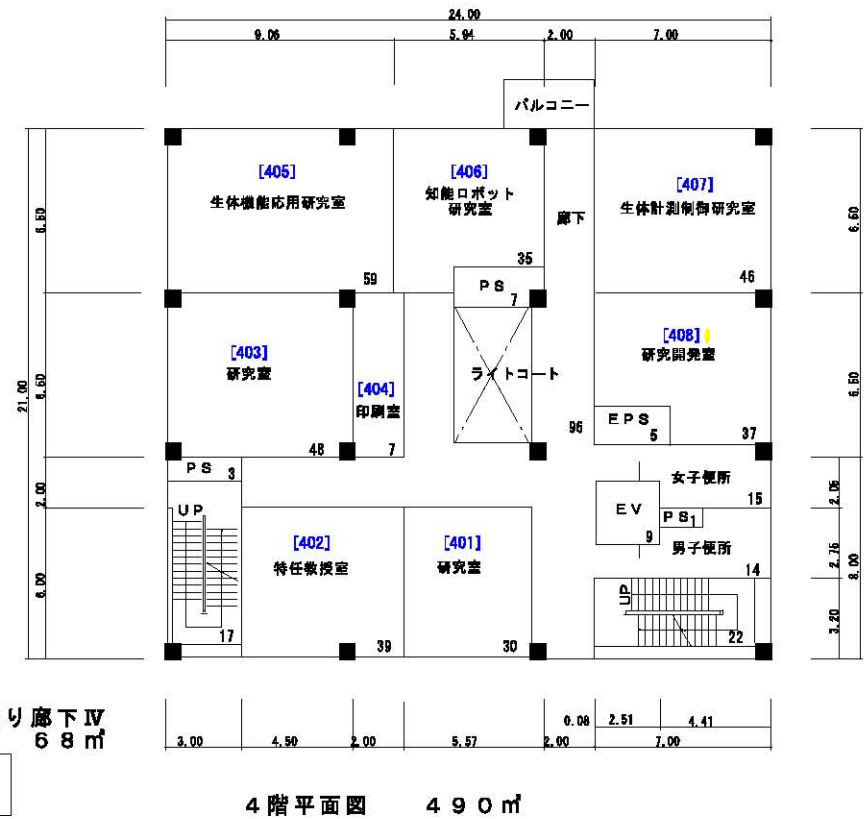 24.00
9.06 5.94 2.00 7.00
バルコニー
[405]
生体機能応用研究室
59
[406]
知能ロボット
研究室
35
廊下
[407]
生体計測制御研究室
46
6.50
6.50
PS
7
[403]
研究室
48
[404]
印刷室
7
ライトコート
96
[408]
研究開発室
37
EPS
5
21.00
6.50
6.50
PS 3
UP
17
2.00
6.00
[402]
特任教授室
39
[401]
研究室
30
EV
9
女子便所
15
PS1
男子便所
14
UP
22
2.06
2.75
3.20
8.00
り廊下Ⅳ
68㎡
3.00 4.50 2.00 5.57 2.00 7.00
0.08 2.51 4.41
4階平面図 490㎡